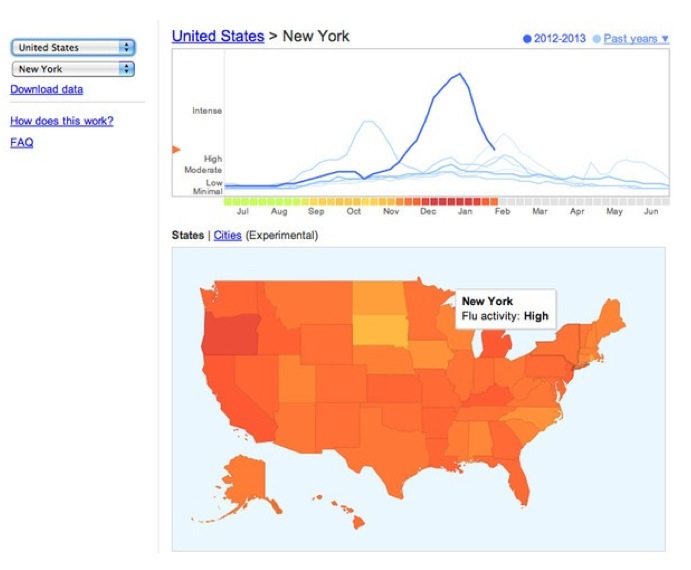 United States
New York
Download data
How does this work?
FAQ
United States > New York
2012-2013
Past years ▼
Intense
High
Moderate
Low
Minimal
Jul Aug Sep Oct Nov Dec Jan Feb Mar Apr May Jun
States | Cities (Experimental)
New York
Flu activity: High